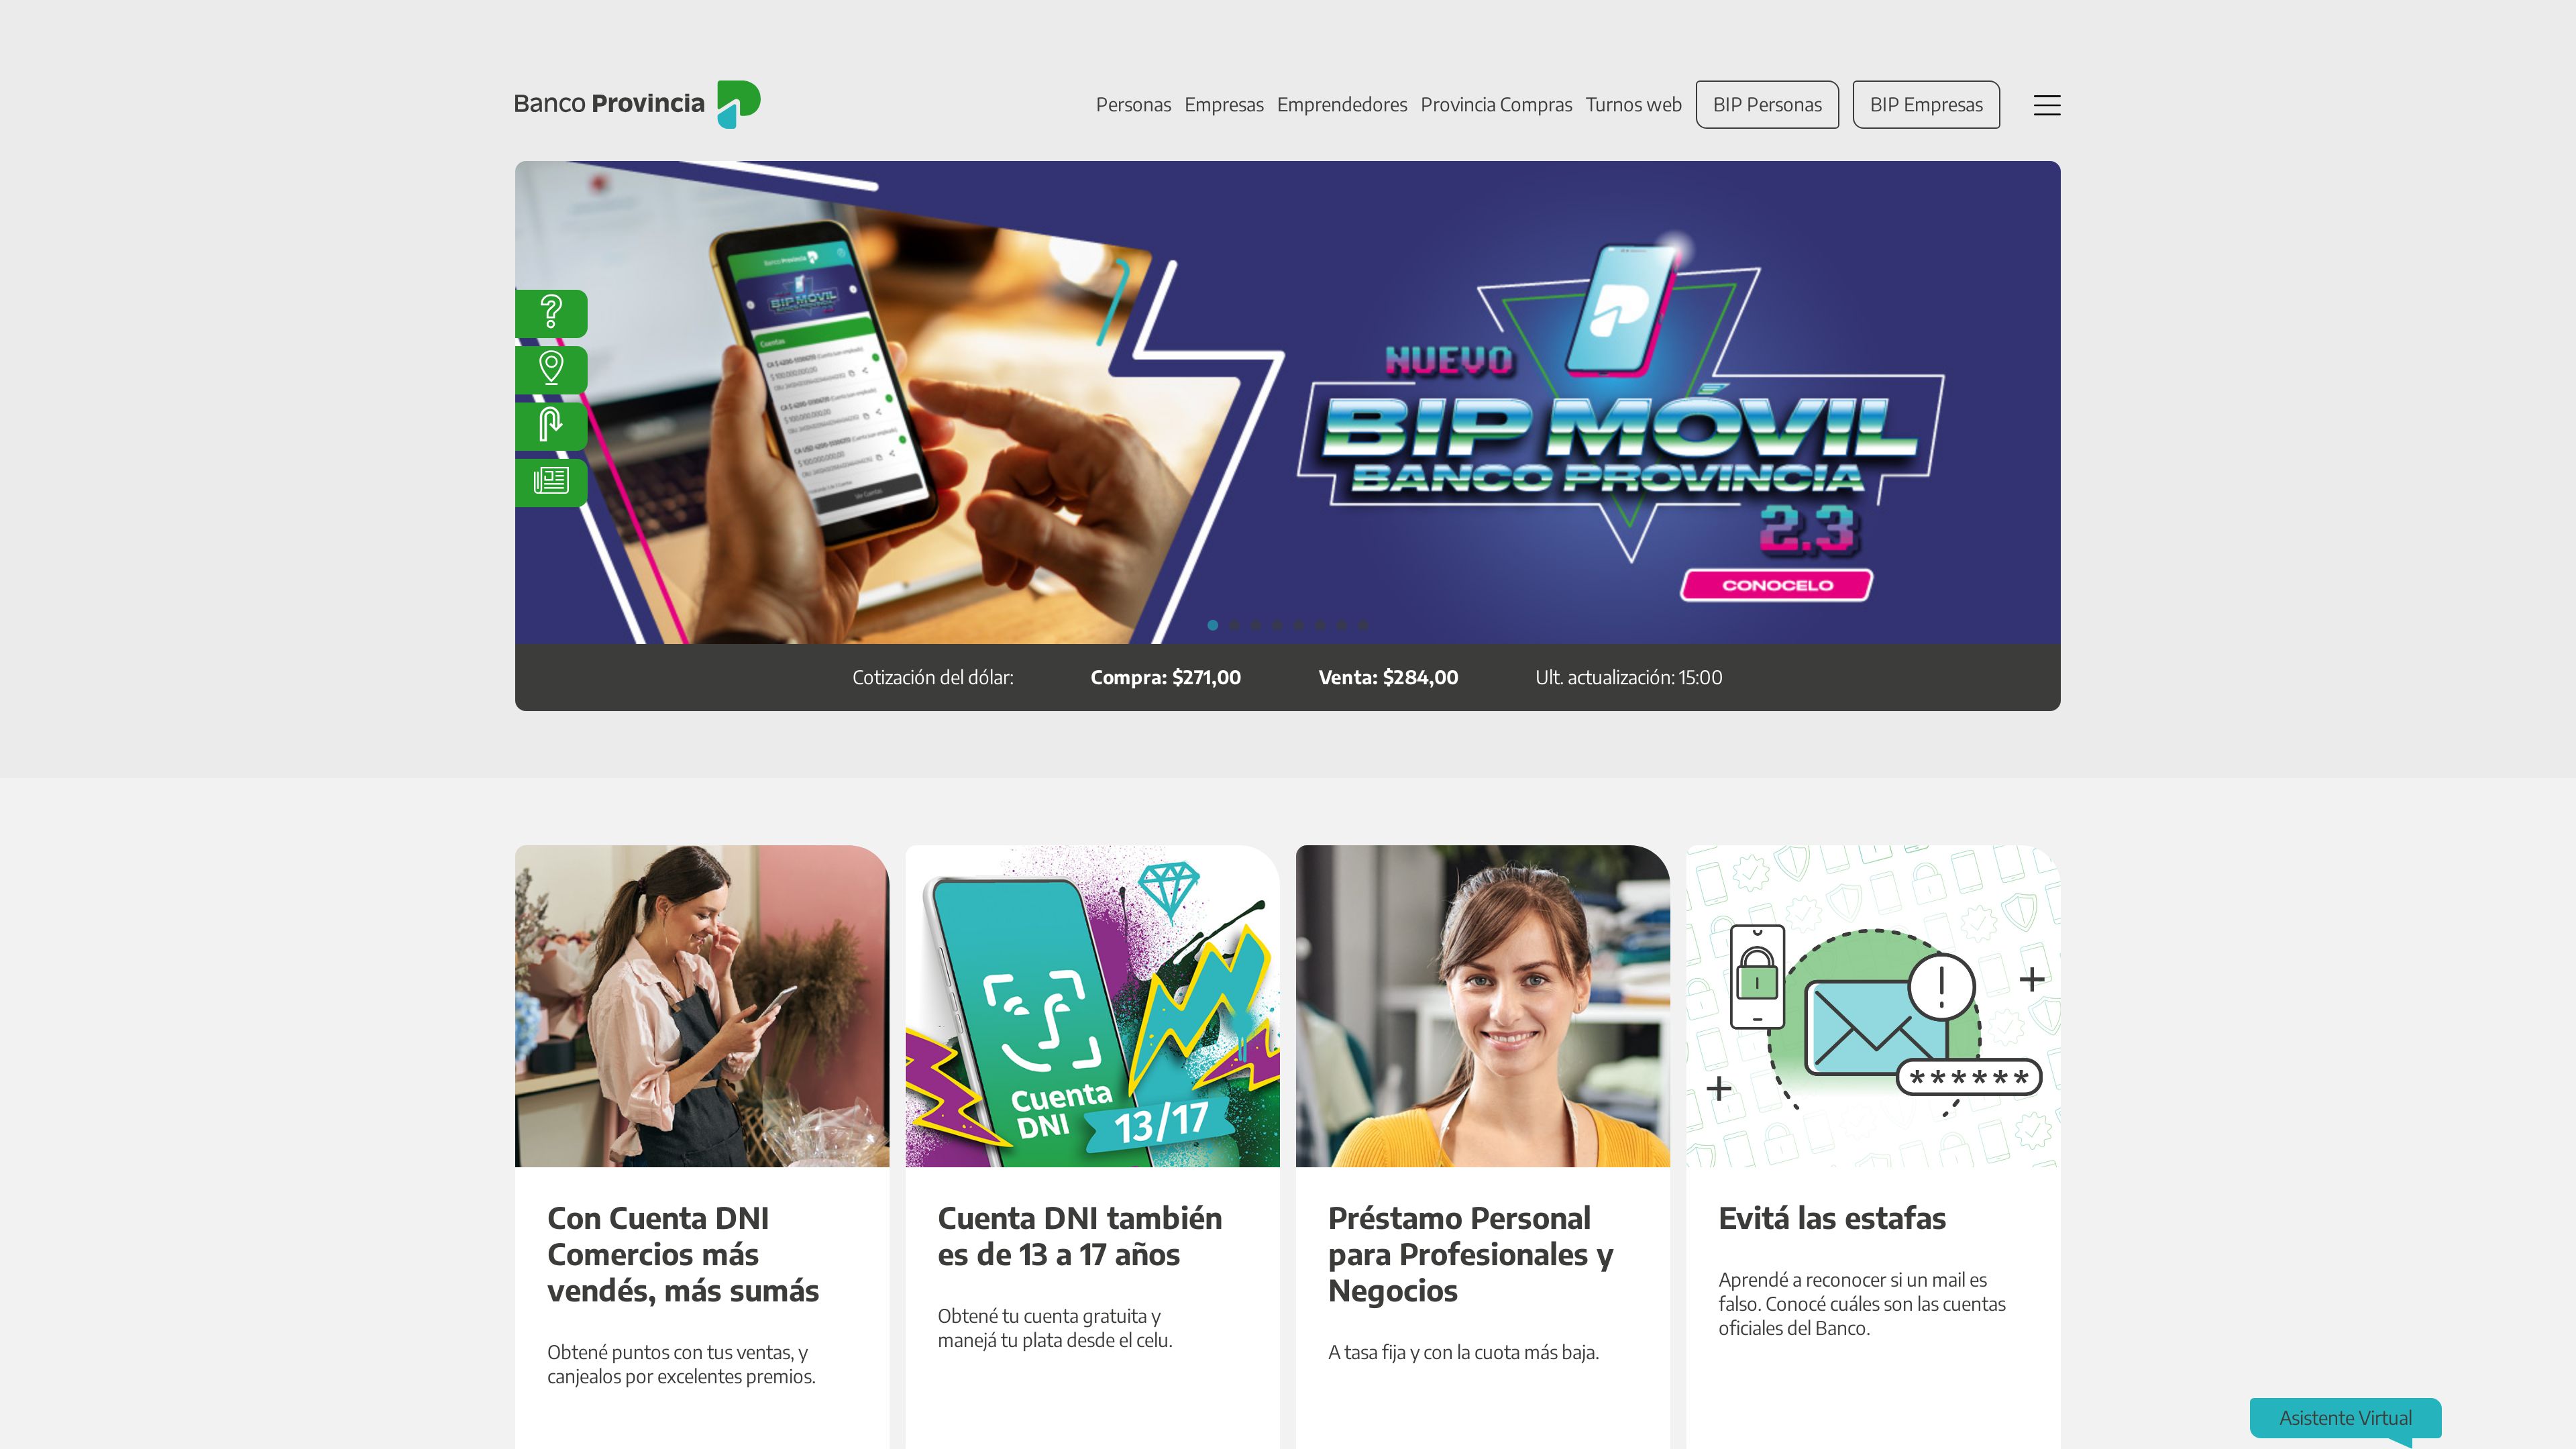 Banco Provincia
Personas Empresas Emprendedores Provincia Compras Turnos web BIP Personas BIP Empresas
Banco Provincia
BIP MÓVIL
Cuentas
NUEVO
BIP MÓVIL
BANCO PROVINCIA
2.3
CONOCELO
Cotización del dólar: Compra: $271,00 Venta: $284,00 Ult. actualización: 15:00
Cuenta
DNI
13/17
******
Con Cuenta DNI
Comercios más
vendés, más sumás
Obtené puntos con tus ventas, y
canjealos por excelentes premios.
Cuenta DNI también
es de 13 a 17 años
Obtené tu cuenta gratuita y
manejá tu plata desde el celu.
Préstamo Personal
para Profesionales y
Negocios
A tasa fija y con la cuota más baja.
Evitá las estafas
Aprendé a reconocer si un mail es
falso. Conocé cuáles son las cuentas
oficiales del Banco.
Asistente Virtual